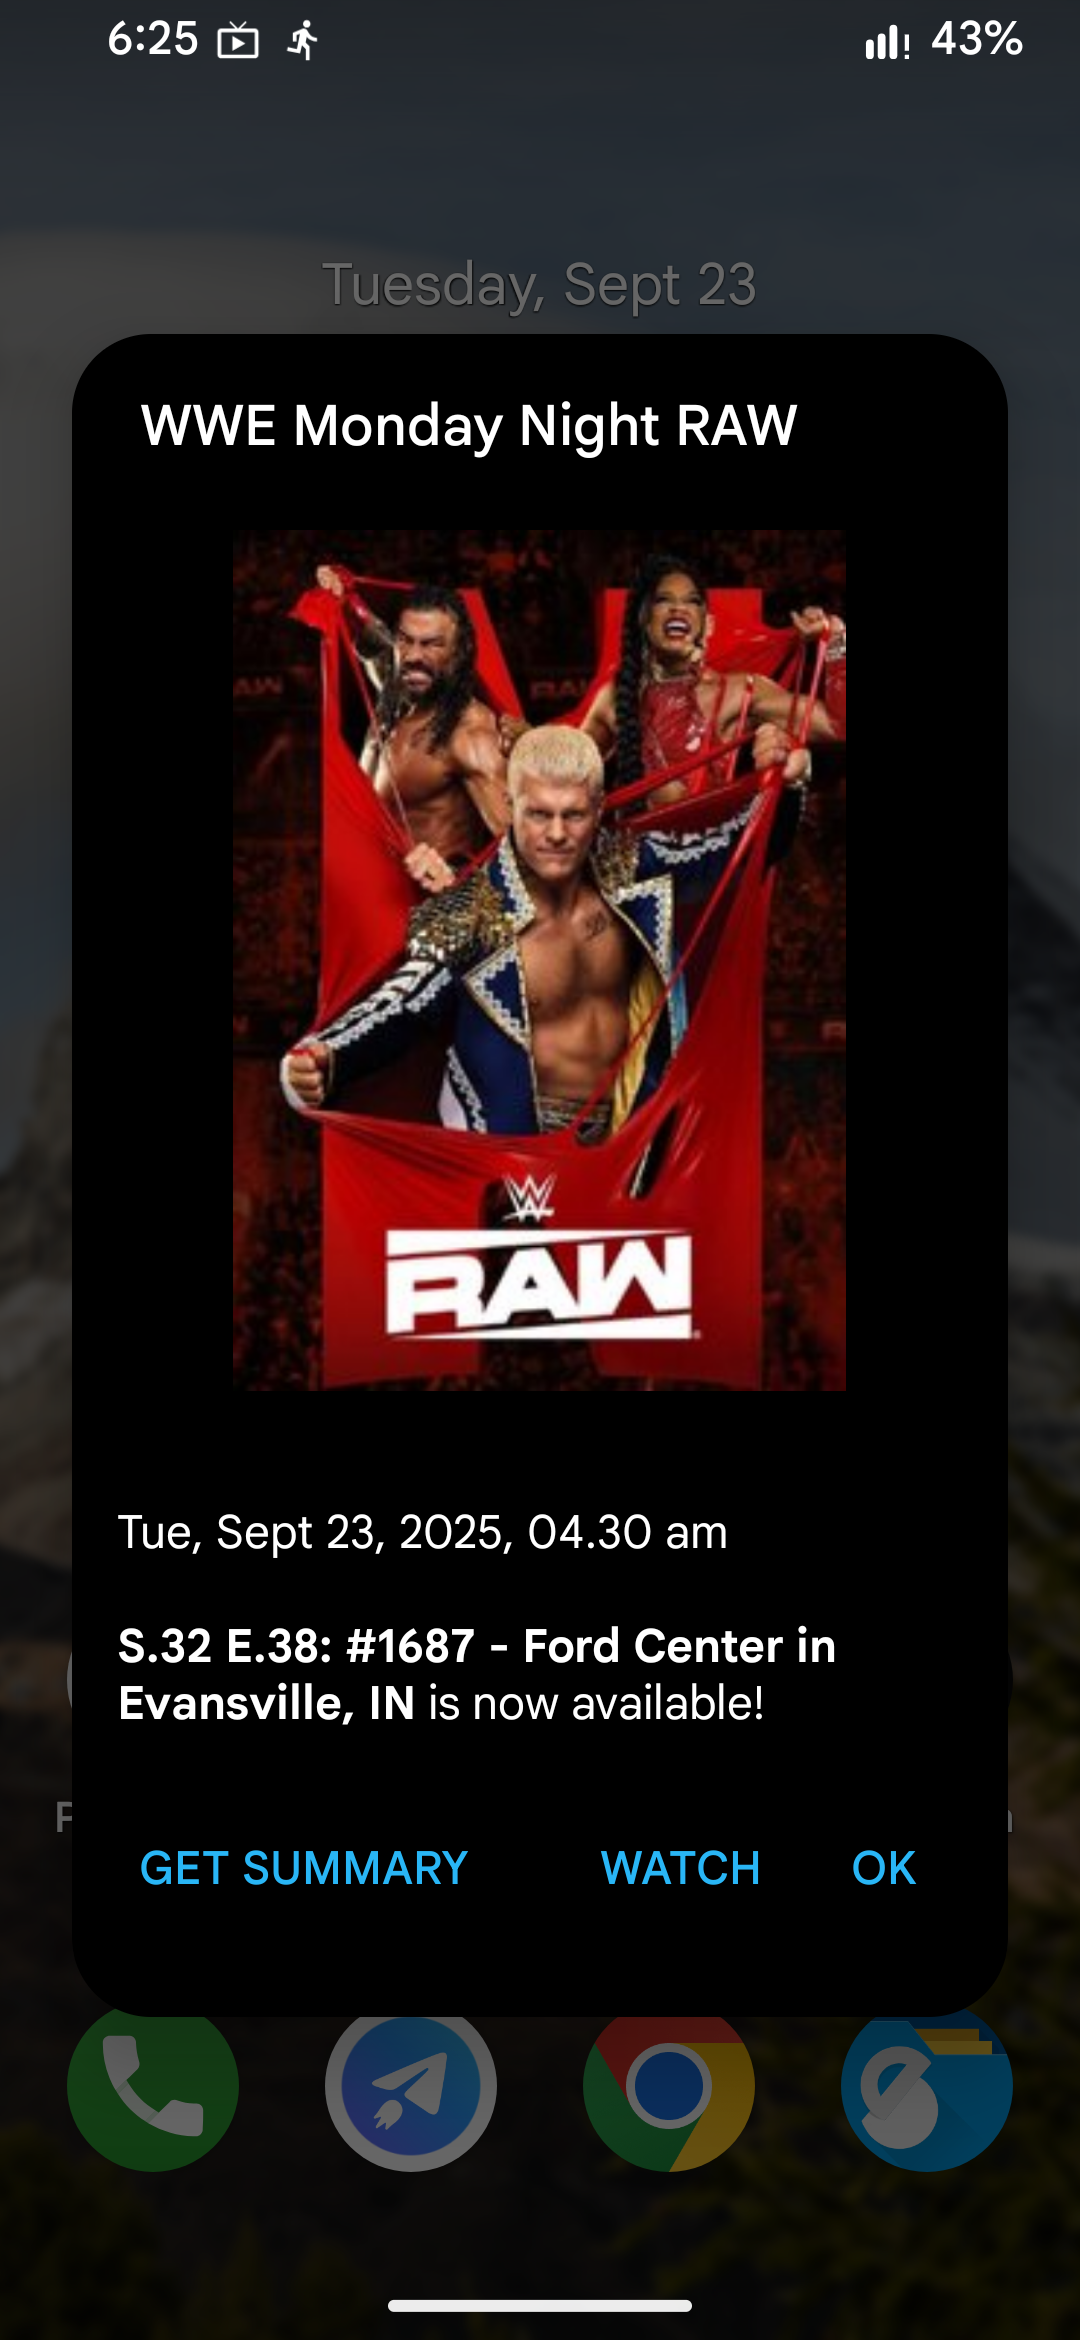 6:25
43%
Tuesday, Sept 23
WWE Monday Night RAW
RAW
Tue, Sept 23, 2025, 04.30 am
S.32 E.38: #1687 - Ford Center in
Evansville, IN is now available!
GET SUMMARY
WATCH
OK